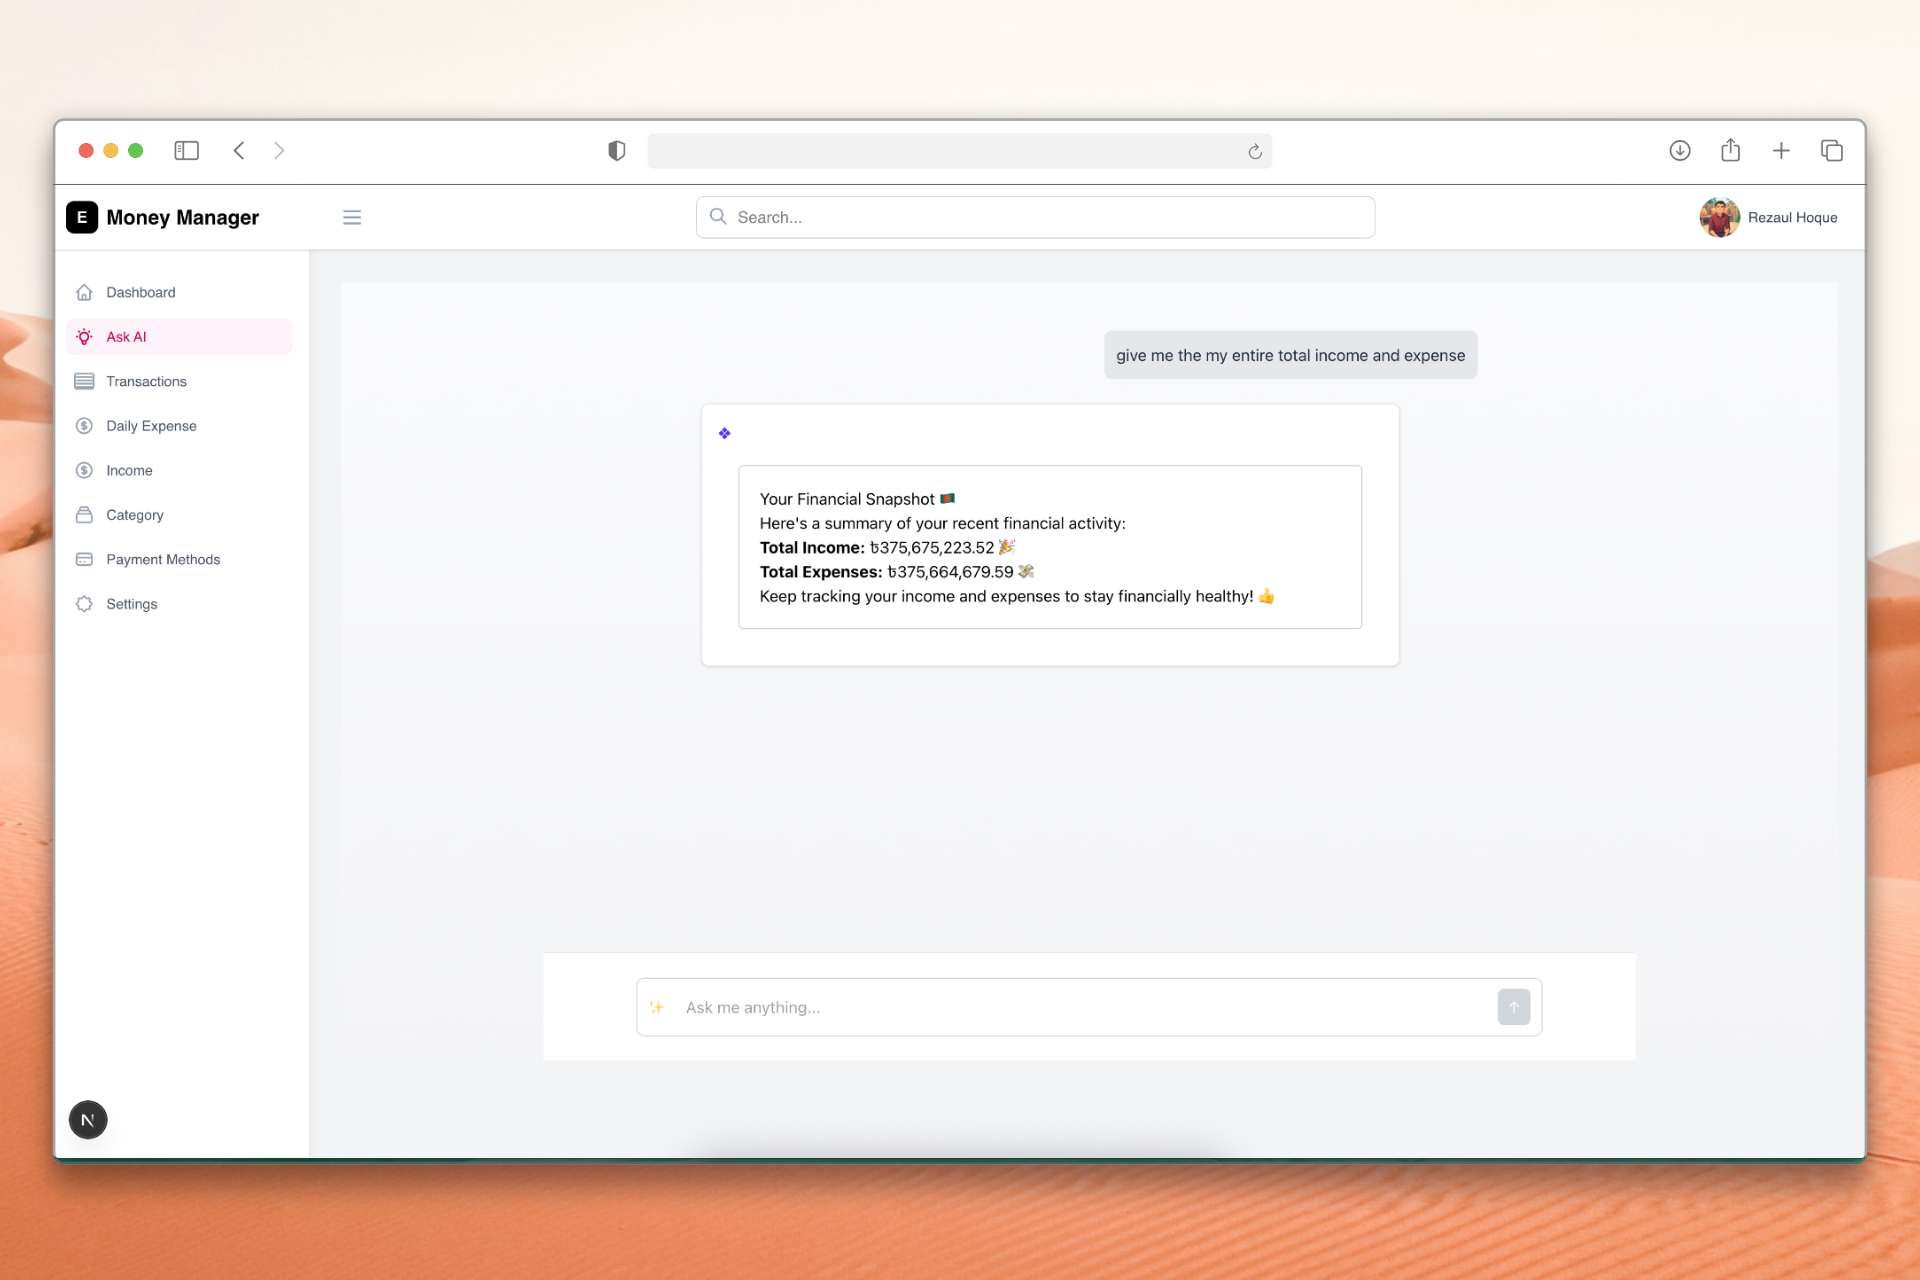 E Money Manager
Search...
Rezaul Hoque
Dashboard
Ask AI
Transactions
Daily Expense
Income
Category
Payment Methods
Settings
N
give me the my entire total income and expense
Your Financial Snapshot 🇧🇩
Here's a summary of your recent financial activity:
Total Income: ৳375,675,223.52 🎉
Total Expenses: ৳375,664,679.59 💸
Keep tracking your income and expenses to stay financially healthy! 👍
Ask me anything...